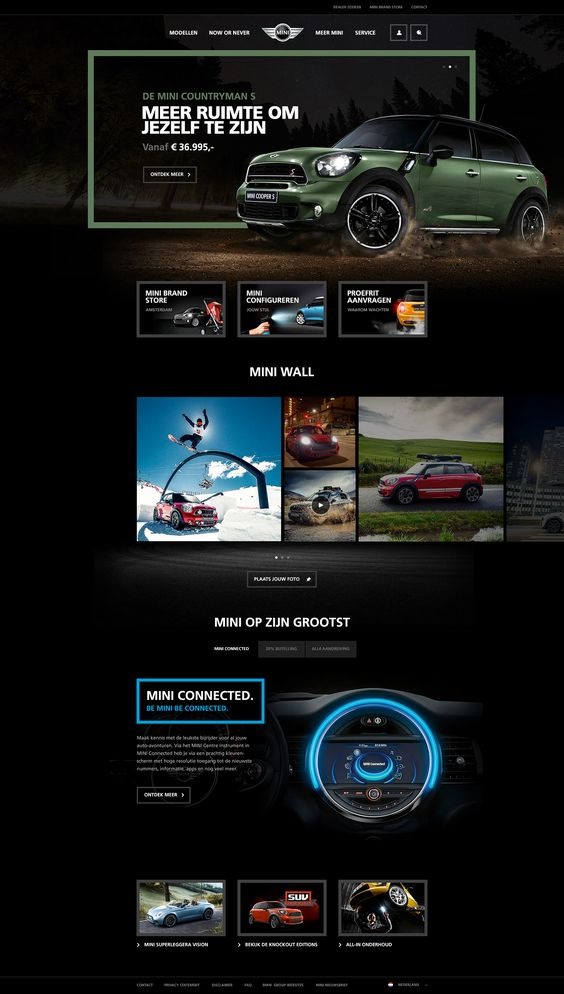 DEALER ZOEKEN MINI BRAND STORE CONTACT
MODELLEN NOW OR NEVER MINI MEER MINI SERVICE
DE MINI COUNTRYMAN S
MEER RUIMTE OM
JEZELF TE ZIJN
Vanaf € 36.995,-
ONTDEK MEER
MINI COOPER S
MINI BRAND
STORE
AMSTERDAM
MINI
CONFIGUREREN
JOUW STIJL
PROEFRIT
AANVRAGEN
WAAROM WACHTEN
MINI WALL
PLAATS JOUW FOTO
MINI OP ZIJN GROOTST
MINI CONNECTED 20% BIJTELLING ALL4 AANDRIJVING
MINI CONNECTED.
BE MINI BE CONNECTED.
Maak kennis met de leukste bijrijder voor al jouw
auto-avonturen. Via het MINI Centre Instrument in
MINI Connected heb je via een prachtig kleuren-
scherm met hoge resolutie toegang tot de nieuwste
nummers, informatie, apps en nog veel meer.
MINI Connected
ONTDEK MEER
SUV
MINI SUPERLEGGERA VISION
BEKIJK DE KNOCKOUT EDITIONS
ALL-IN ONDERHOUD
CONTACT PRIVACY STATEMENT DISCLAIMER FAQ BMW GROUP WEBSITES MINI NIEUWSBRIEF NEDERLAND